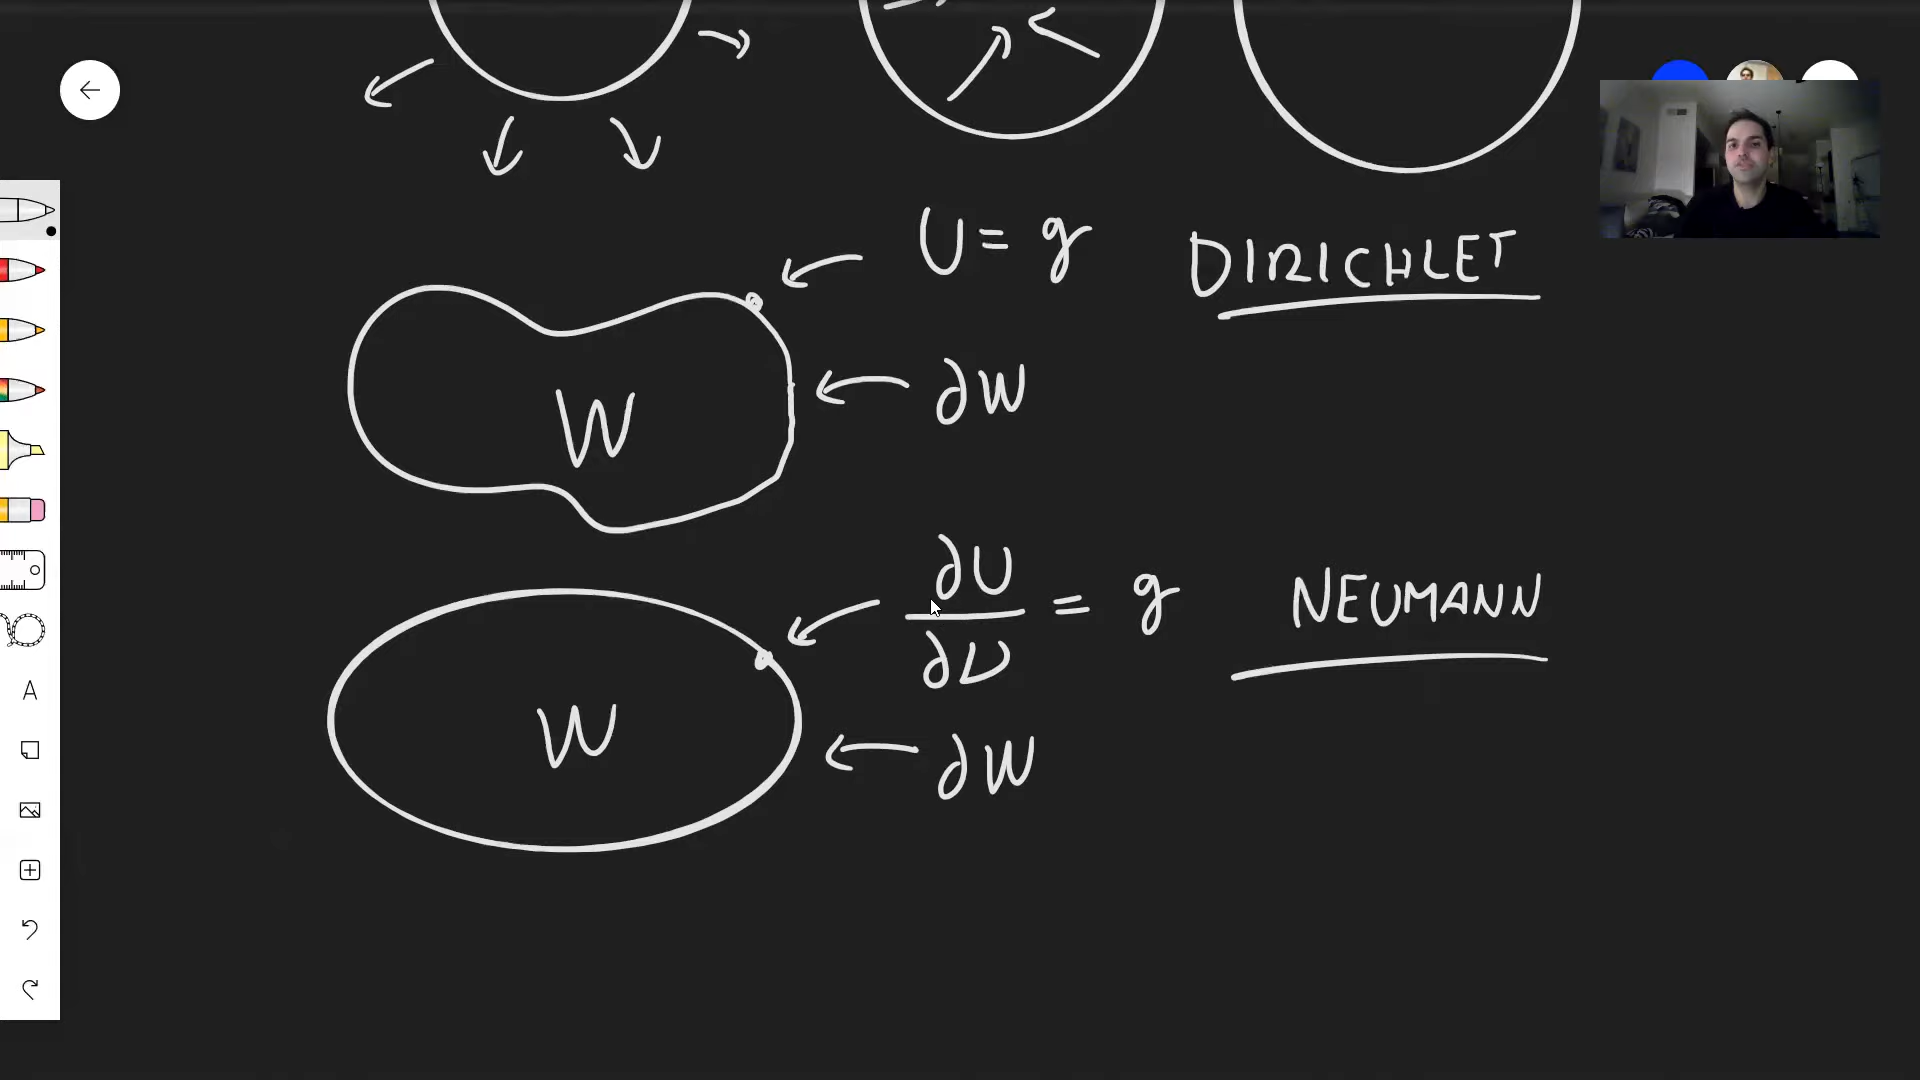 U = g DIRICHLET
W ∂W
∂U/∂ν = g NEUMANN
W ∂W
A